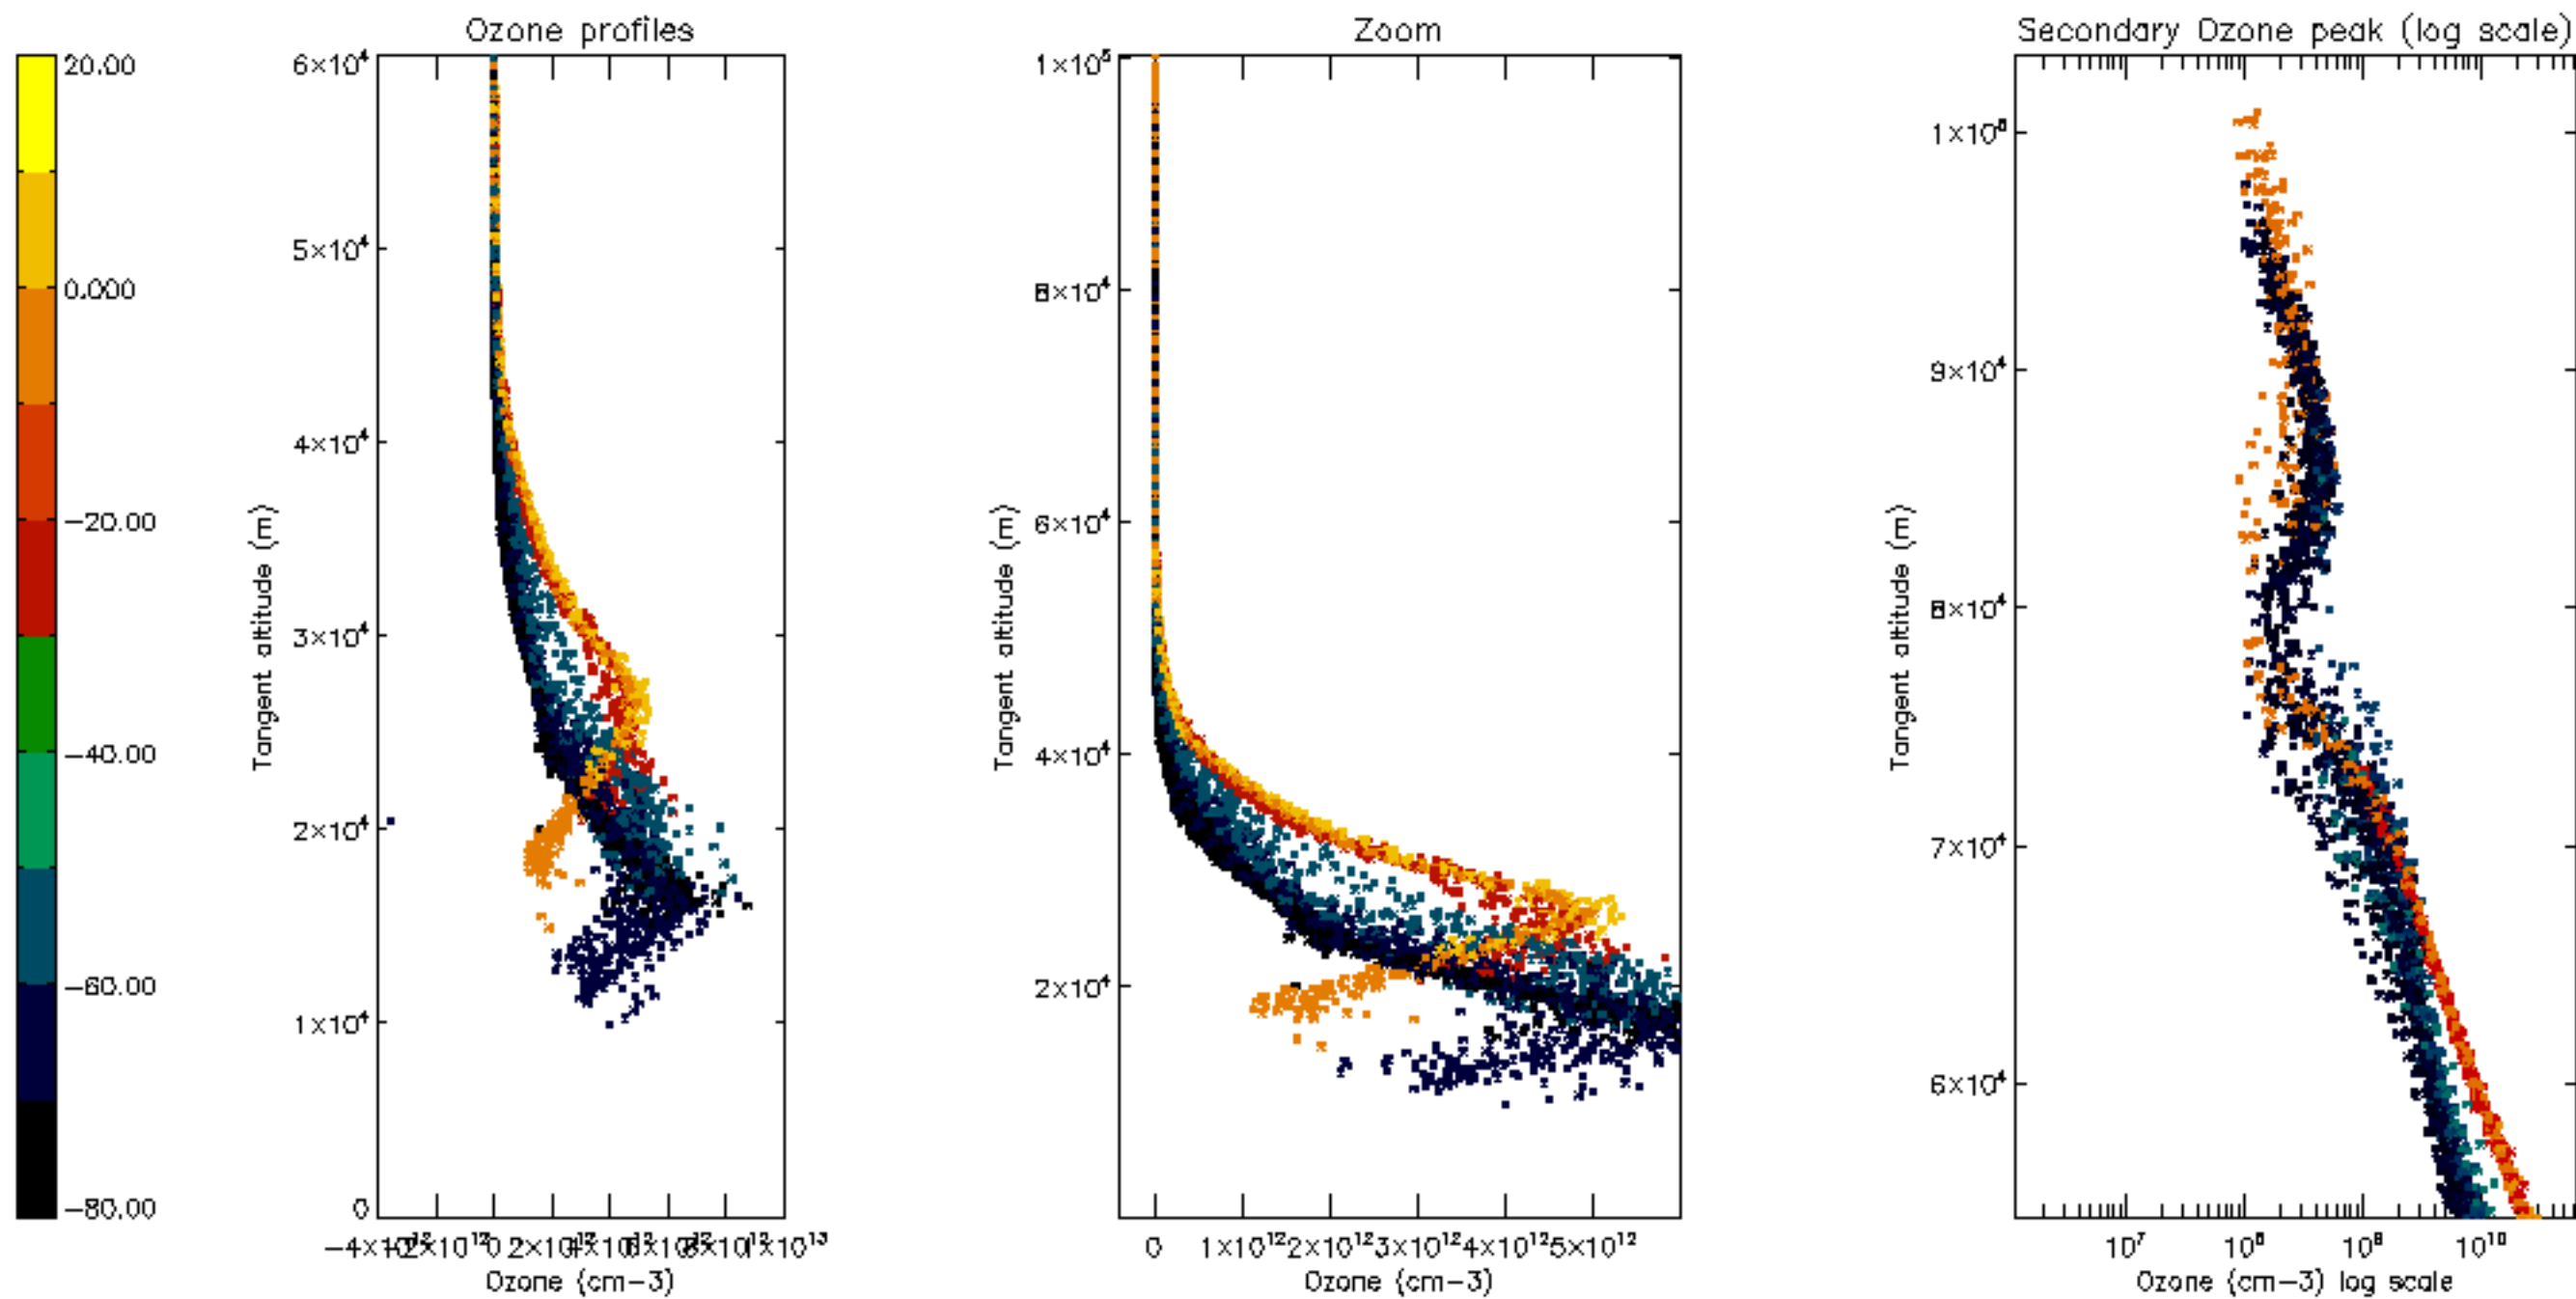 Ozone profiles
Zoom
Secondary Ozone peak (log scale)
20.00
0.000
−20.00
−40.00
−60.00
−80.00
6×10⁴
5×10⁴
4×10⁴
3×10⁴
2×10⁴
1×10⁴
0
Tangent altitude (m)
0
1×10¹³
Ozone (cm−3)
1×10⁵
8×10⁴
6×10⁴
4×10⁴
2×10⁴
Tangent altitude (m)
0 1×10¹² 2×10¹² 3×10¹² 4×10¹² 5×10¹²
Ozone (cm−3)
9×10⁴
8×10⁴
7×10⁴
6×10⁴
Tangent altitude (m)
10⁷ 10⁸ 10⁹ 10¹⁰
Ozone (cm−3) log scale